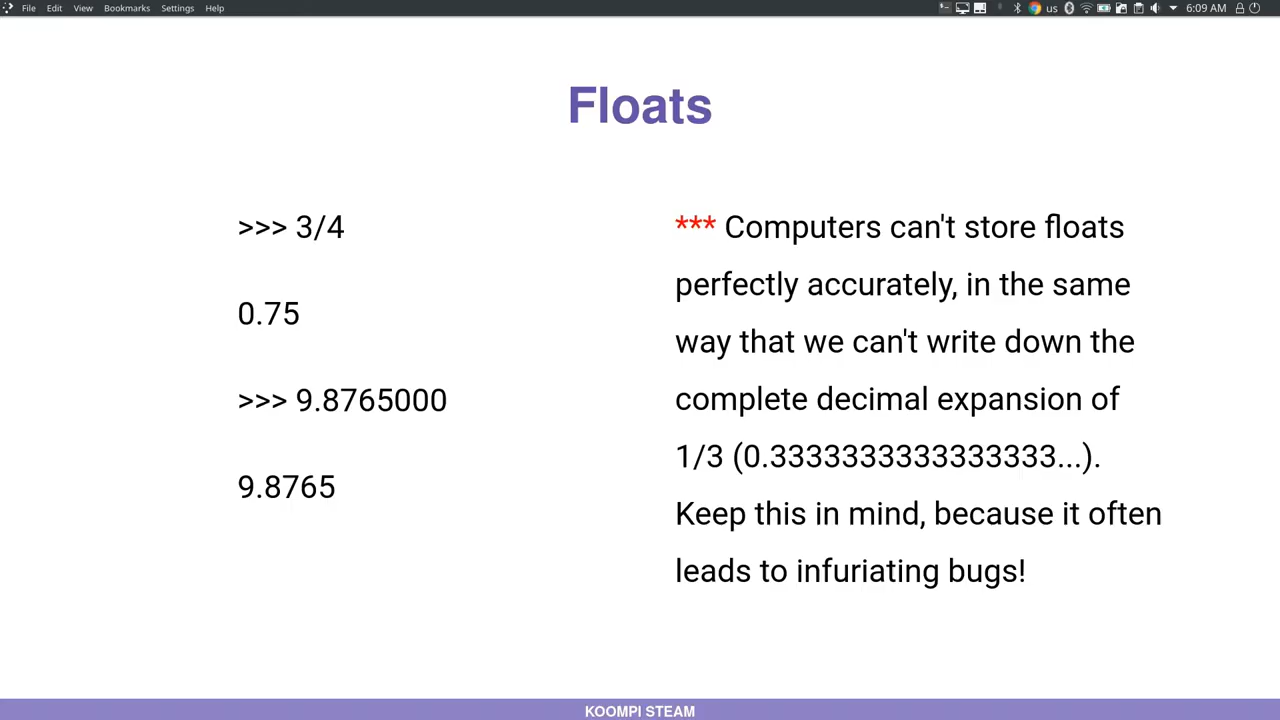 File Edit View Bookmarks Settings Help
us 6:09 AM
Floats
>>> 3/4
0.75
>>> 9.8765000
9.8765
*** Computers can't store floats
perfectly accurately, in the same
way that we can't write down the
complete decimal expansion of
1/3 (0.3333333333333333...).
Keep this in mind, because it often
leads to infuriating bugs!
KOOMPI STEAM